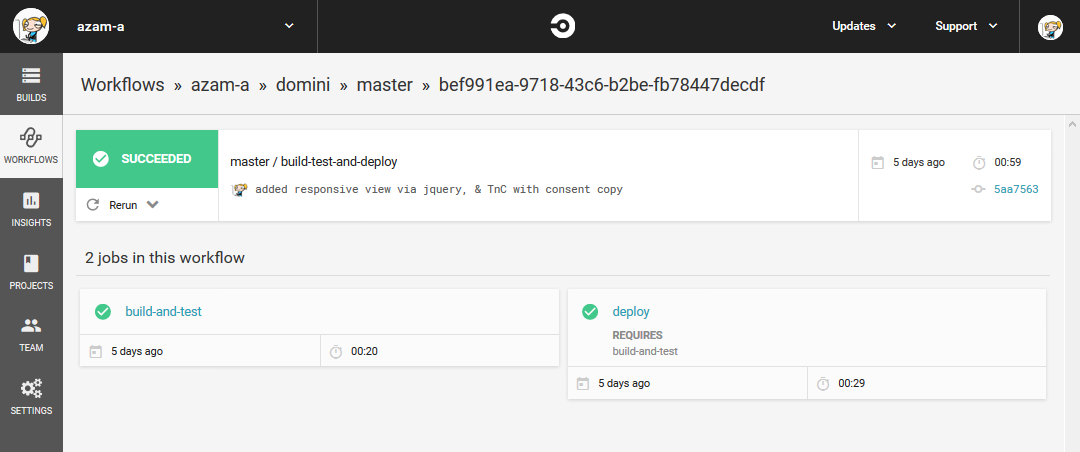 azam-a
Updates
Support
BUILDS
WORKFLOWS
INSIGHTS
PROJECTS
TEAM
SETTINGS
Workflows » azam-a » domini » master » bef991ea-9718-43c6-b2be-fb78447decdf
SUCCEEDED
Rerun
master / build-test-and-deploy
added responsive view via jquery, & TnC with consent copy
5 days ago
00:59
5aa7563
2 jobs in this workflow
build-and-test
5 days ago
00:20
deploy
REQUIRES
build-and-test
5 days ago
00:29